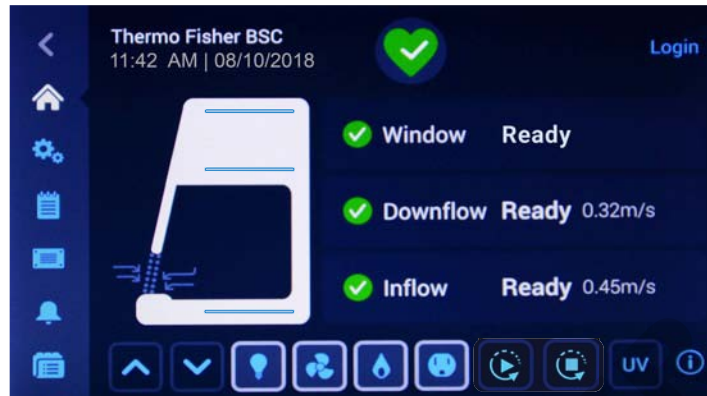 Thermo Fisher BSC
11:42 AM | 08/10/2018
Login
Window Ready
Downflow Ready 0.32m/s
Inflow Ready 0.45m/s
UV